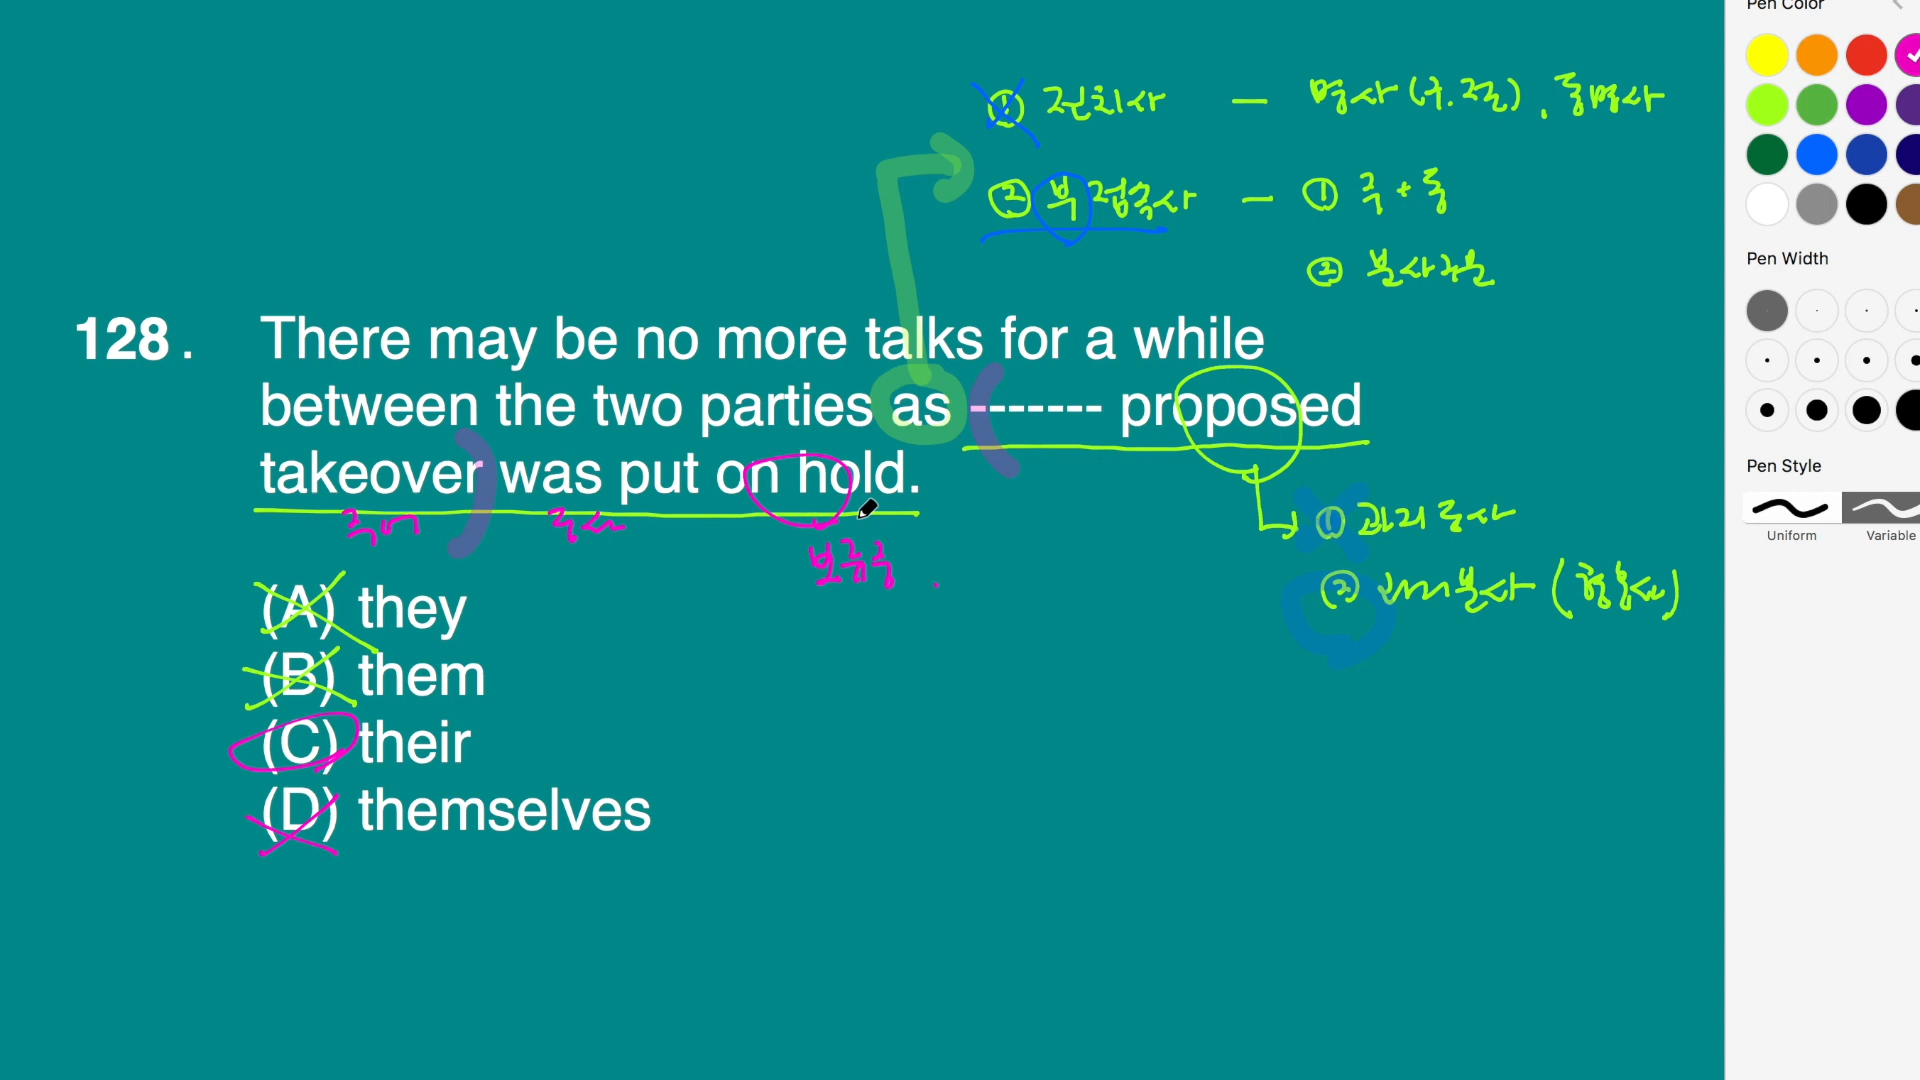 Pen Color
① 전치사 — 명사(구.절), 동명사
② 부 접속사 — ① 주 + 동
② 분사구문
Pen Width
128. There may be no more talks for a while
between the two parties as ------- proposed
takeover was put on hold.
Pen Style
주어 동사
① 과거 동사
Uniform Variable
보류중.
② 과거분사 (형용사)
(A) they
(B) them
(C) their
(D) themselves